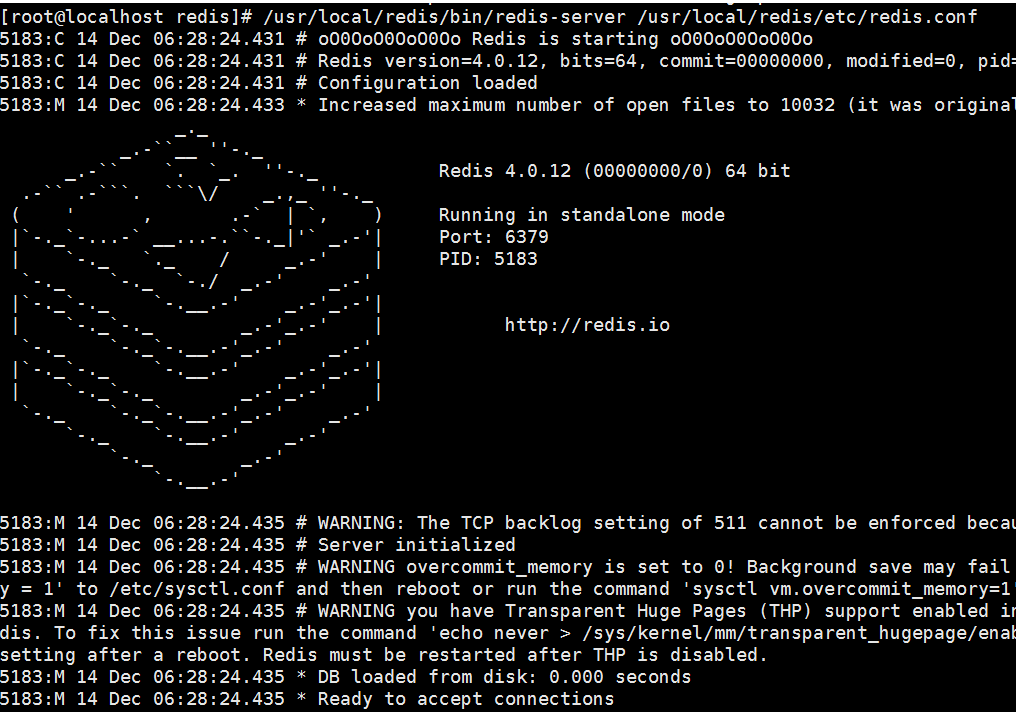 [root@localhost redis]# /usr/local/redis/bin/redis-server /usr/local/redis/etc/redis.conf
5183:C 14 Dec 06:28:24.431 # oO0OoO0OoO0Oo Redis is starting oO0OoO0OoO0Oo
5183:C 14 Dec 06:28:24.431 # Redis version=4.0.12, bits=64, commit=00000000, modified=0, pid=
5183:C 14 Dec 06:28:24.431 # Configuration loaded
5183:M 14 Dec 06:28:24.433 * Increased maximum number of open files to 10032 (it was original
Redis 4.0.12 (00000000/0) 64 bit
Running in standalone mode
Port: 6379
PID: 5183
http://redis.io
5183:M 14 Dec 06:28:24.435 # WARNING: The TCP backlog setting of 511 cannot be enforced becau
5183:M 14 Dec 06:28:24.435 # Server initialized
5183:M 14 Dec 06:28:24.435 # WARNING overcommit_memory is set to 0! Background save may fail
y = 1' to /etc/sysctl.conf and then reboot or run the command 'sysctl vm.overcommit_memory=1'
5183:M 14 Dec 06:28:24.435 # WARNING you have Transparent Huge Pages (THP) support enabled in
dis. To fix this issue run the command 'echo never > /sys/kernel/mm/transparent_hugepage/enab
setting after a reboot. Redis must be restarted after THP is disabled.
5183:M 14 Dec 06:28:24.435 * DB loaded from disk: 0.000 seconds
5183:M 14 Dec 06:28:24.435 * Ready to accept connections